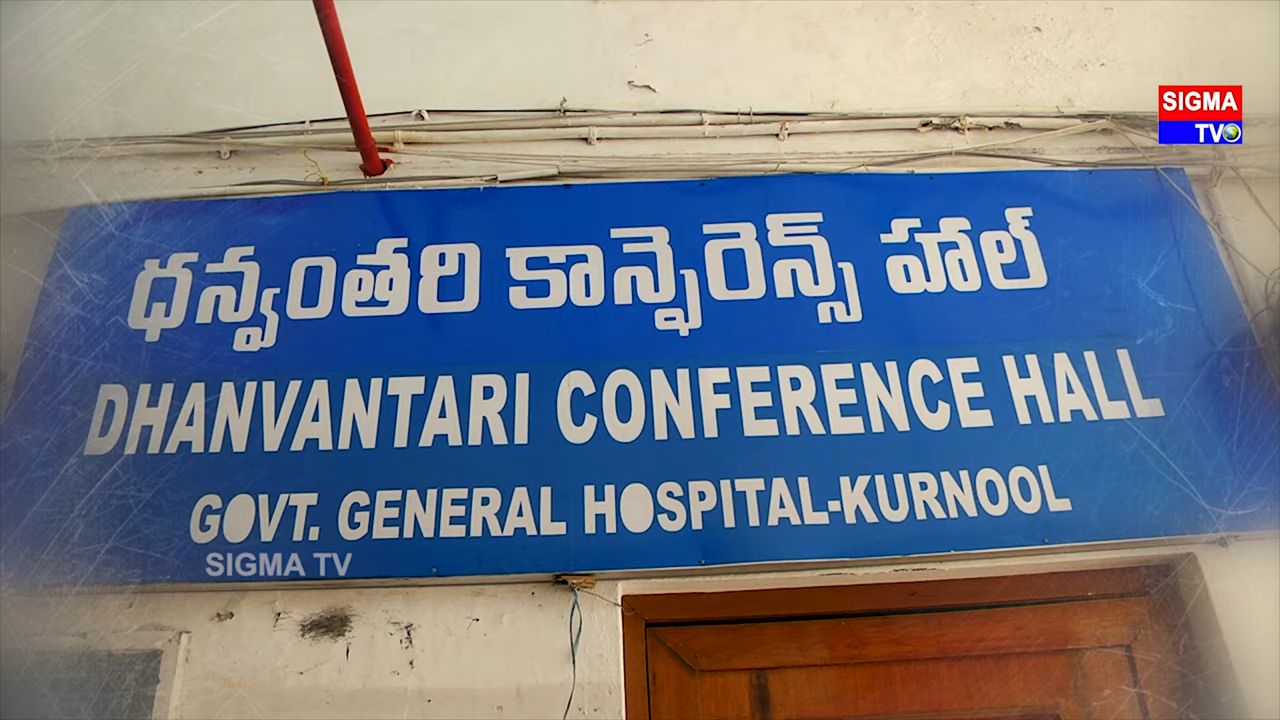 SIGMA
TV
ధన్వంతరి కాన్ఫెరెన్స్ హాల్
DHANVANTARI CONFERENCE HALL
GOVT. GENERAL HOSPITAL-KURNOOL
SIGMA TV